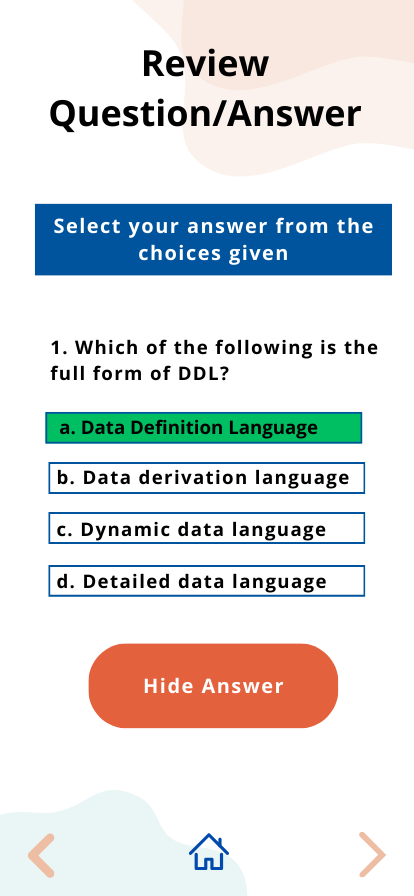 Review
Question/Answer
Select your answer from the
choices given
1. Which of the following is the
full form of DDL?
a. Data Definition Language
b. Data derivation language
c. Dynamic data language
d. Detailed data language
Hide Answer